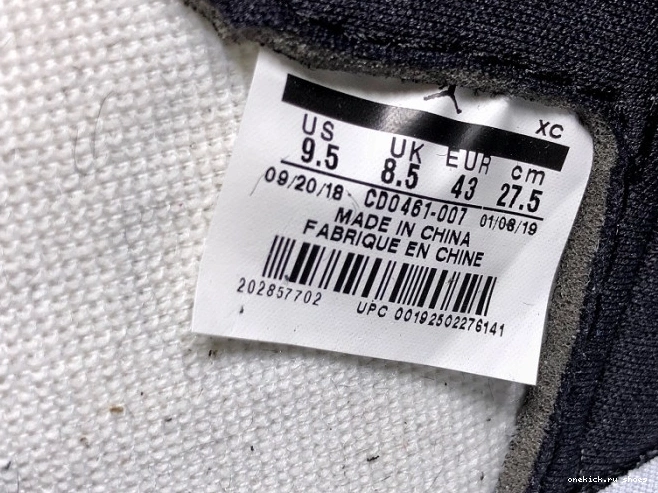 XC
US UK EUR cm
9.5 8.5 43 27.5
09/20/18 CD0461-007 01/08/19
MADE IN CHINA
FABRIQUE EN CHINE
202857702 UPC 00192502276141
onekick.ru shoes